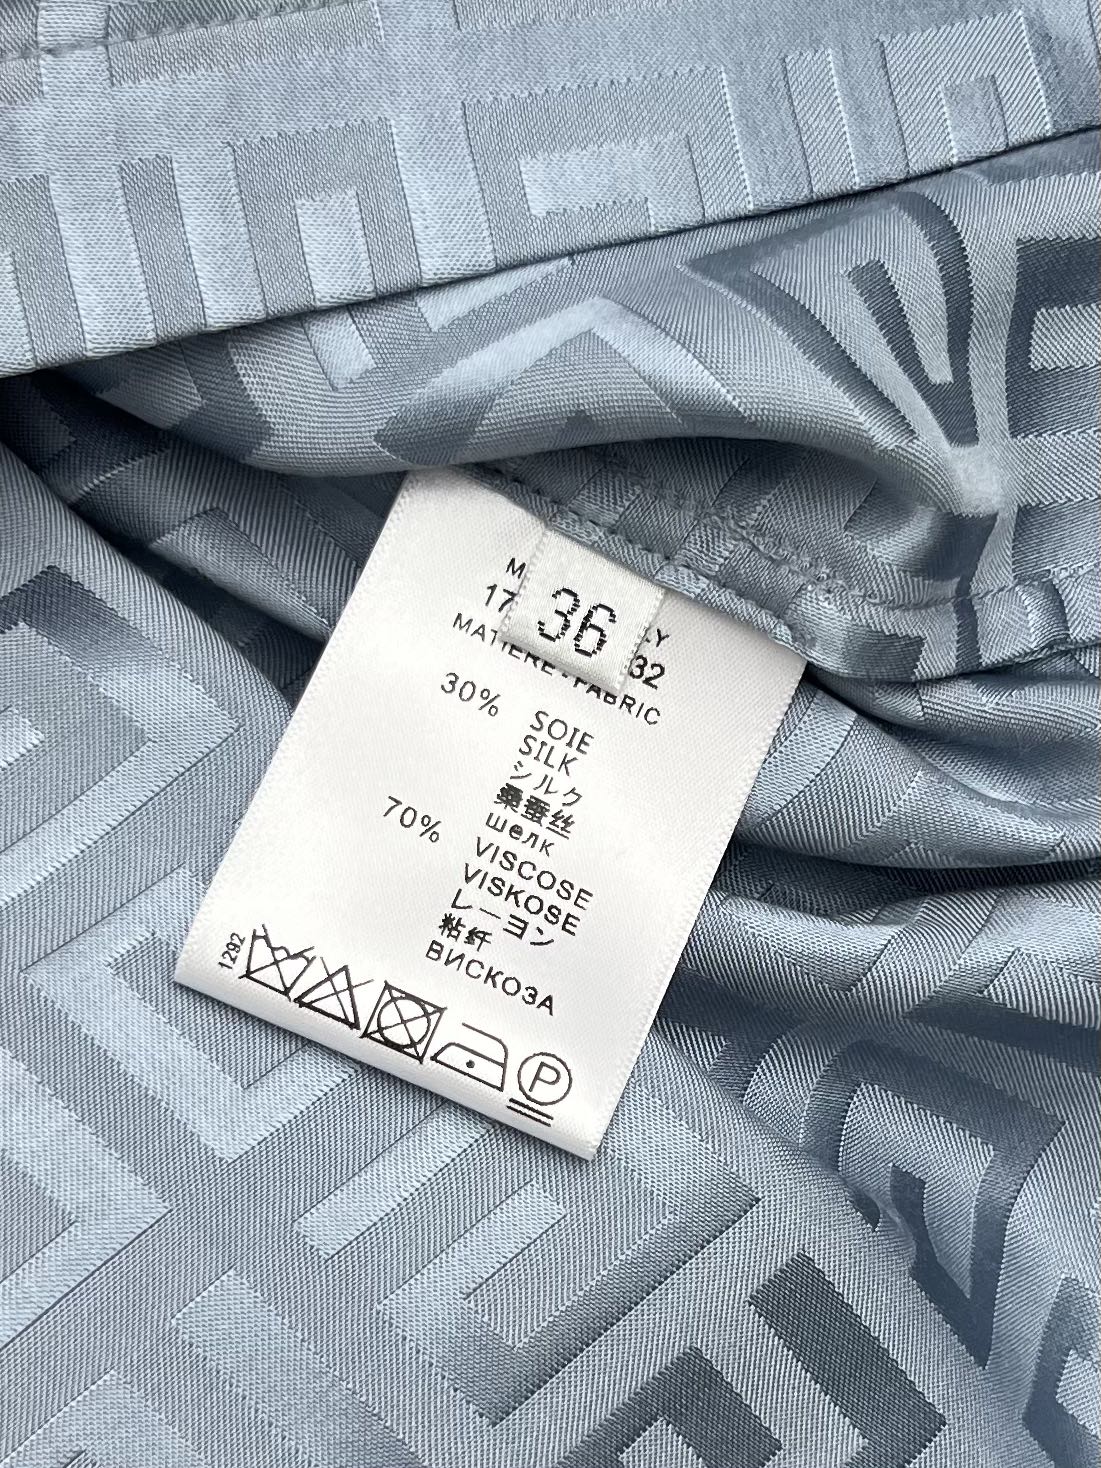 36
MATIERE : FABRIC
30% SOIE
SILK
シルク
桑蚕丝
шелк
70% VISCOSE
VISKOSE
レーヨン
粘纤
ВИСКОЗА
1292
P